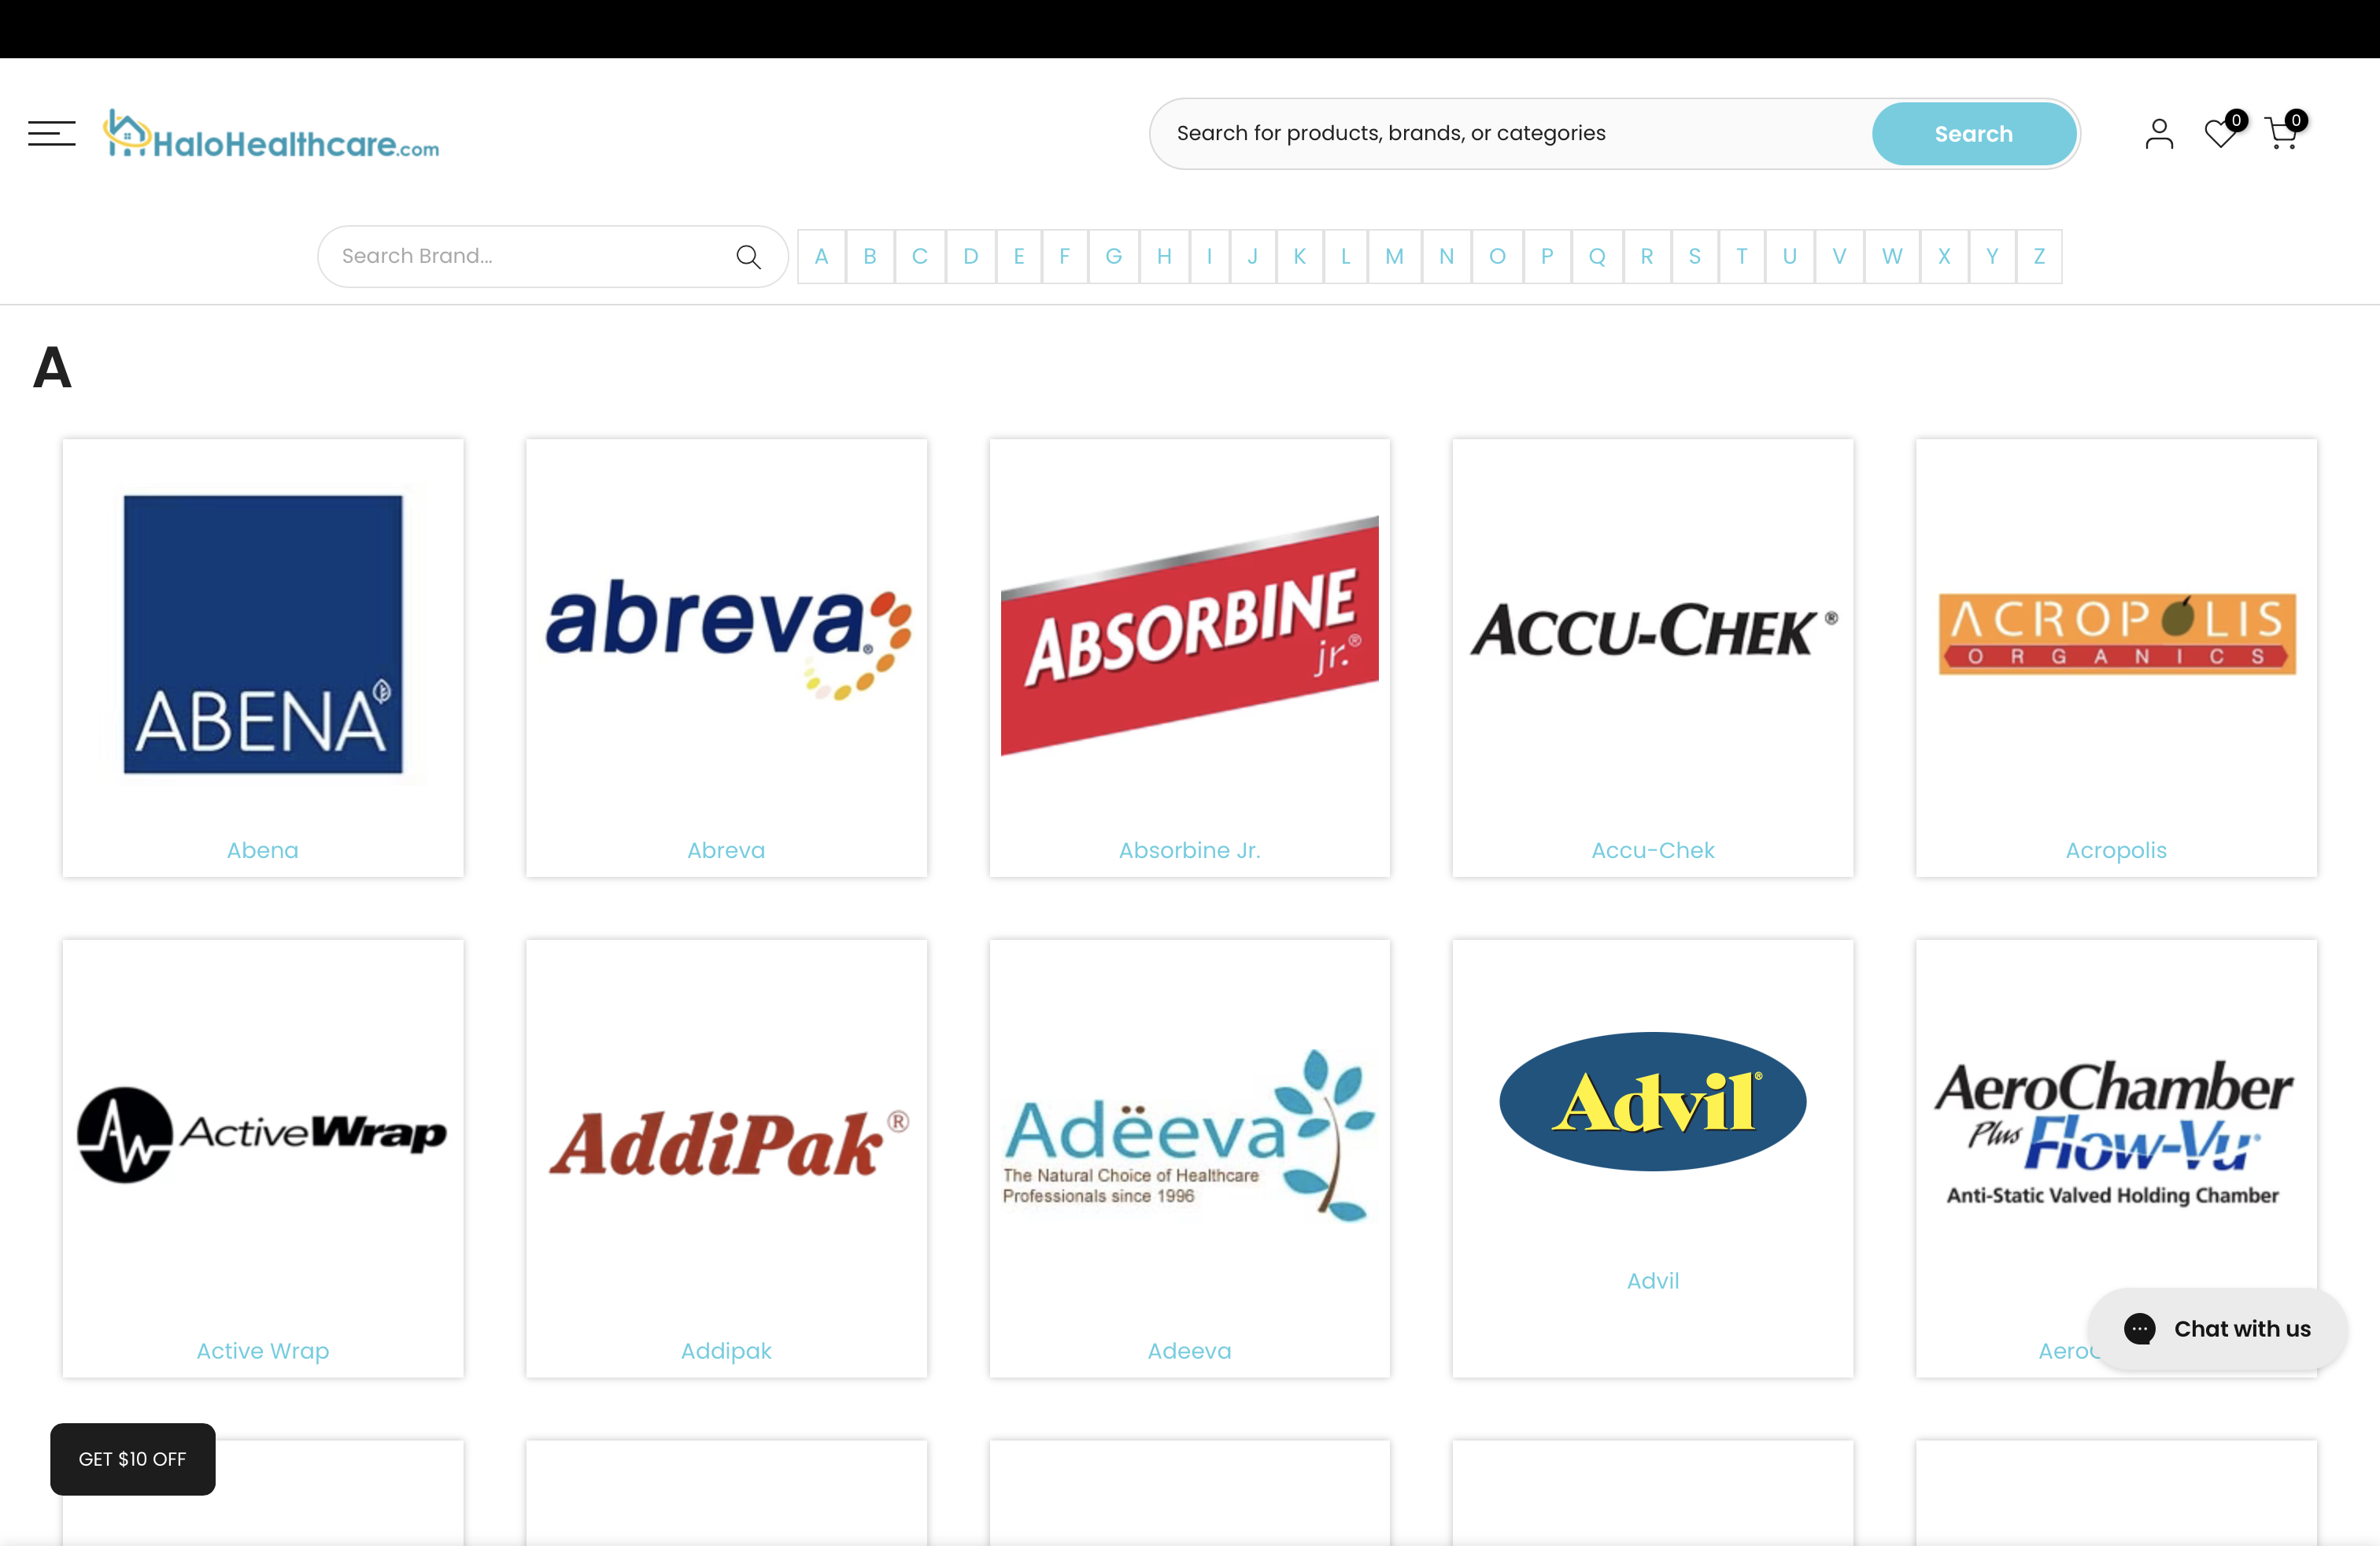 HaloHealthcare.com
Search for products, brands, or categories
Search
0
0
Search Brand...
A B C D E F G H I J K L M N O P Q R S T U V W X Y Z
A
ABENA
abreva®
ABSORBINE
jr.®
ACCU-CHEK®
ACROPOLIS
ORGANICS
Abena
Abreva
Absorbine Jr.
Accu-Chek
Acropolis
AW ActiveWrap
AddiPak®
Adëeva
The Natural Choice of Healthcare
Professionals since 1996
Advil®
AeroChamber
Plus Flow-Vu®
Anti-Static Valved Holding Chamber
Active Wrap
Addipak
Adeeva
Advil
Chat with us
GET $10 OFF